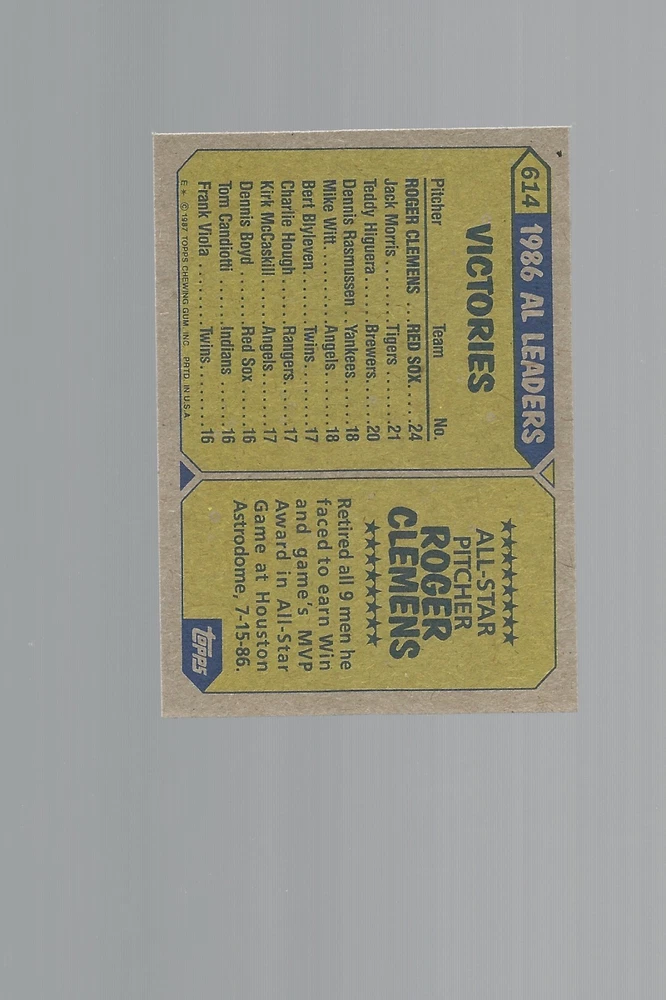 614 1986 AL LEADERS
VICTORIES
Pitcher Team No.
ROGER CLEMENS . . RED SOX. . . . . 24
Jack Morris . . . . . . . . Tigers . . . . . . . 21
Teddy Higuera . . . . . Brewers. . . . . 20
Dennis Rasmussen . . Yankees . . . . . 18
Mike Witt . . . . . . . . . Angels. . . . . . . 18
Bert Blyleven. . . . . . . Twins . . . . . . . 17
Charlie Hough . . . . . . Rangers. . . . . 17
Kirk McCaskill . . . . . . Angels. . . . . . . 17
Dennis Boyd . . . . . . . Red Sox . . . . . 16
Tom Candiotti . . . . . . Indians . . . . . . 16
Frank Viola . . . . . . . . Twins. . . . . . . 16
E* © 1987 TOPPS CHEWING GUM, INC. PRTD. IN U.S.A.
ALL-STAR
PITCHER
ROGER
CLEMENS
Retired all 9 men he
faced to earn Win
and game's MVP
Award in All-Star
Game at Houston
Astrodome, 7-15-86.
topps